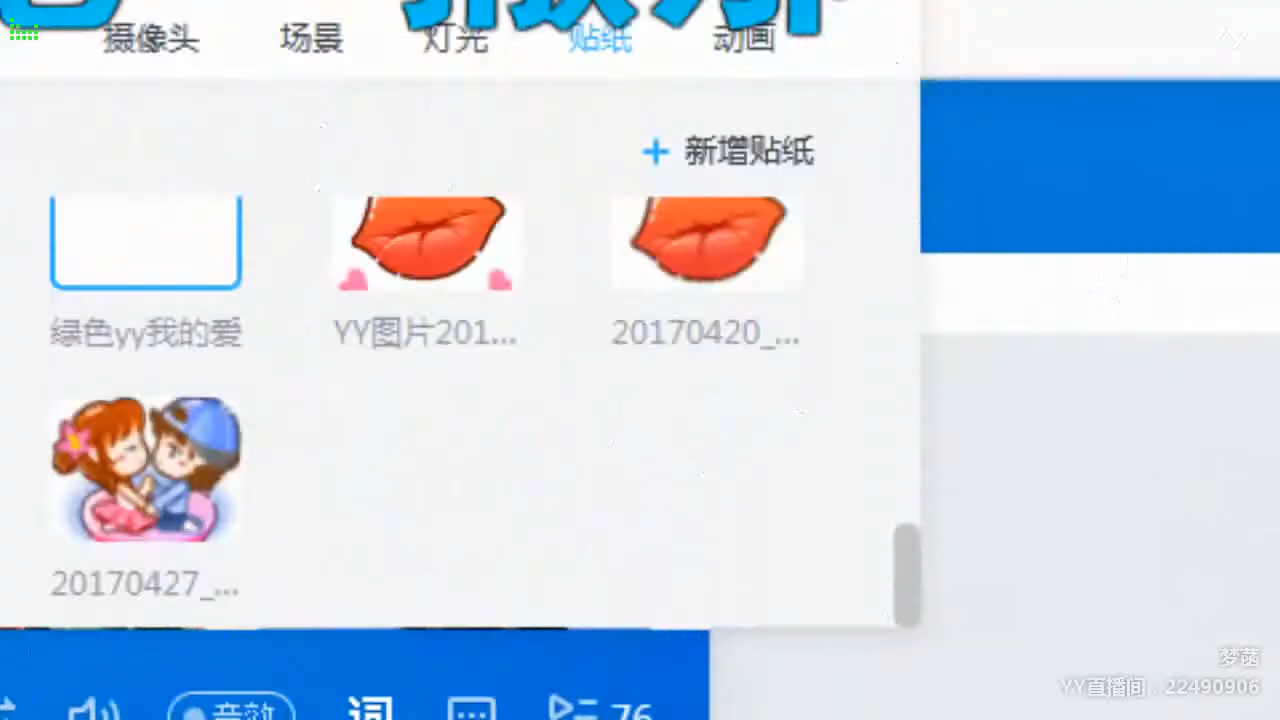 摄像头 场景 灯光 贴纸 动画
+ 新增贴纸
绿色yy我的爱 YY图片201... 20170420_...
20170427_...
音效 词 76
梦菡
YY直播间：22490906